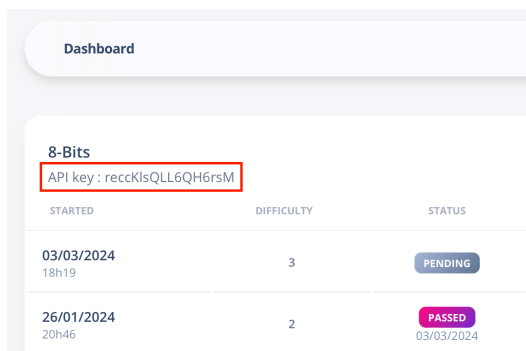 Dashboard
8-Bits
API key : reccKlsQLL6QH6rsM
STARTED DIFFICULTY STATUS
03/03/2024 3 PENDING
18h19
26/01/2024 2 PASSED
20h46 03/03/2024